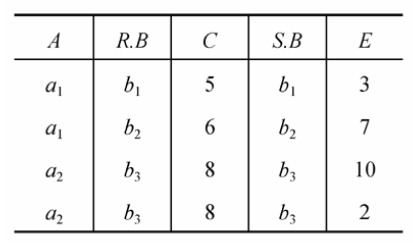 A R.B C S.B E
a₁ b₁ 5 b₁ 3
a₁ b₂ 6 b₂ 7
a₂ b₃ 8 b₃ 10
a₂ b₃ 8 b₃ 2